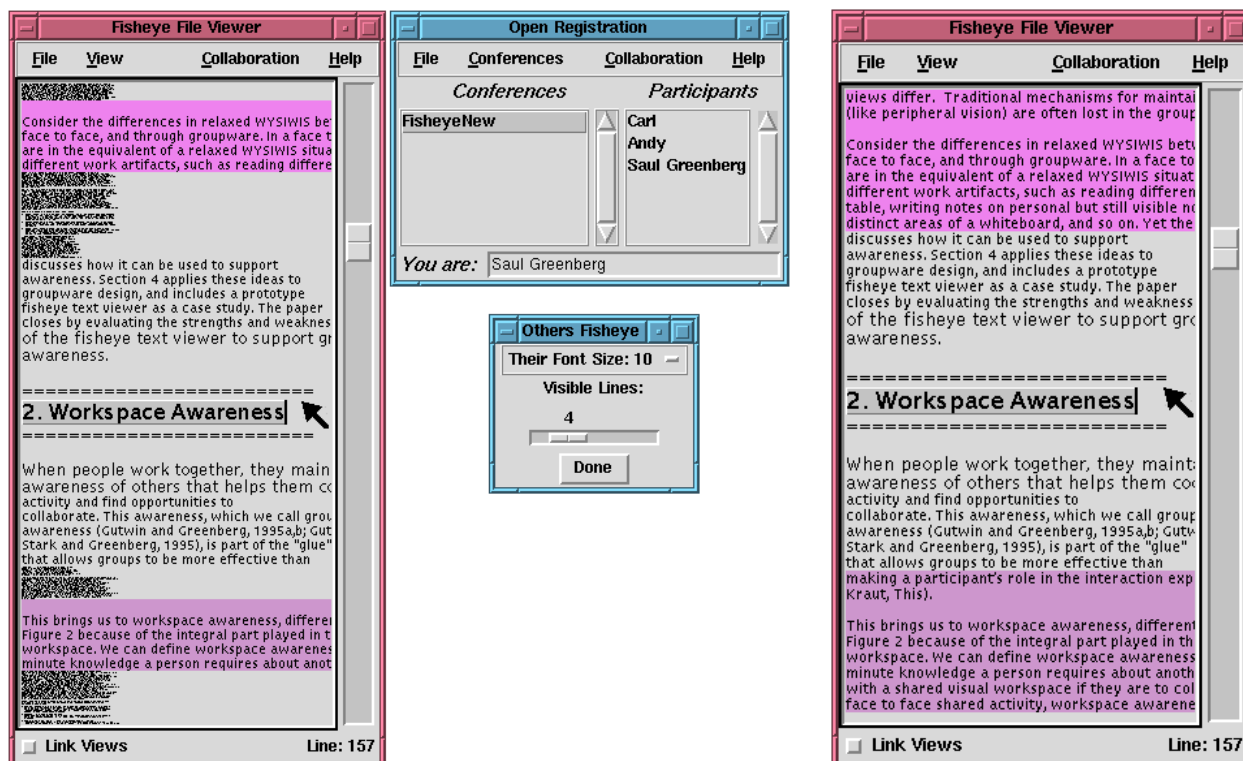 Fisheye File Viewer
File View Collaboration Help
Consider the differences in relaxed WYSIWIS be
face to face, and through groupware. In a face t
are in the equivalent of a relaxed WYSIWIS situa
different work artifacts, such as reading differe
discusses how it can be used to support
awareness. Section 4 applies these ideas to
groupware design, and includes a prototype
fisheye text viewer as a case study. The paper
closes by evaluating the strengths and weaknes
of the fisheye text viewer to support gr
awareness.
==============================
2. Workspace Awareness
==============================
When people work together, they main
awareness of others that helps them co
activity and find opportunities to
collaborate. This awareness, which we call grou
awareness (Gutwin and Greenberg, 1995a,b; Gut
Stark and Greenberg, 1995), is part of the "glue"
that allows groups to be more effective than
This brings us to workspace awareness, differe
Figure 2 because of the integral part played in t
workspace. We can define workspace awarenes
minute knowledge a person requires about anot
Link Views Line: 157
Open Registration
File Conferences Collaboration Help
Conferences Participants
FisheyeNew
Carl
Andy
Saul Greenberg
You are: Saul Greenberg
Others Fisheye
Their Font Size: 10
Visible Lines:
4
Done
Fisheye File Viewer
File View Collaboration Help
views differ. Traditional mechanisms for maintai
(like peripheral vision) are often lost in the group
Consider the differences in relaxed WYSIWIS betw
face to face, and through groupware. In a face to
are in the equivalent of a relaxed WYSIWIS situat
different work artifacts, such as reading differen
table, writing notes on personal but still visible no
distinct areas of a whiteboard, and so on. Yet the
discusses how it can be used to support
awareness. Section 4 applies these ideas to
groupware design, and includes a prototype
fisheye text viewer as a case study. The paper
closes by evaluating the strengths and weakness
of the fisheye text viewer to support gro
awareness.
==============================
2. Workspace Awareness
==============================
When people work together, they maint
awareness of others that helps them coo
activity and find opportunities to
collaborate. This awareness, which we call group
awareness (Gutwin and Greenberg, 1995a,b; Gutw
Stark and Greenberg, 1995), is part of the "glue"
that allows groups to be more effective than
making a participant's role in the interaction exp
Kraut, This).
This brings us to workspace awareness, different
Figure 2 because of the integral part played in th
workspace. We can define workspace awareness
minute knowledge a person requires about anoth
with a shared visual workspace if they are to col
face to face shared activity, workspace awarene
Link Views Line: 157